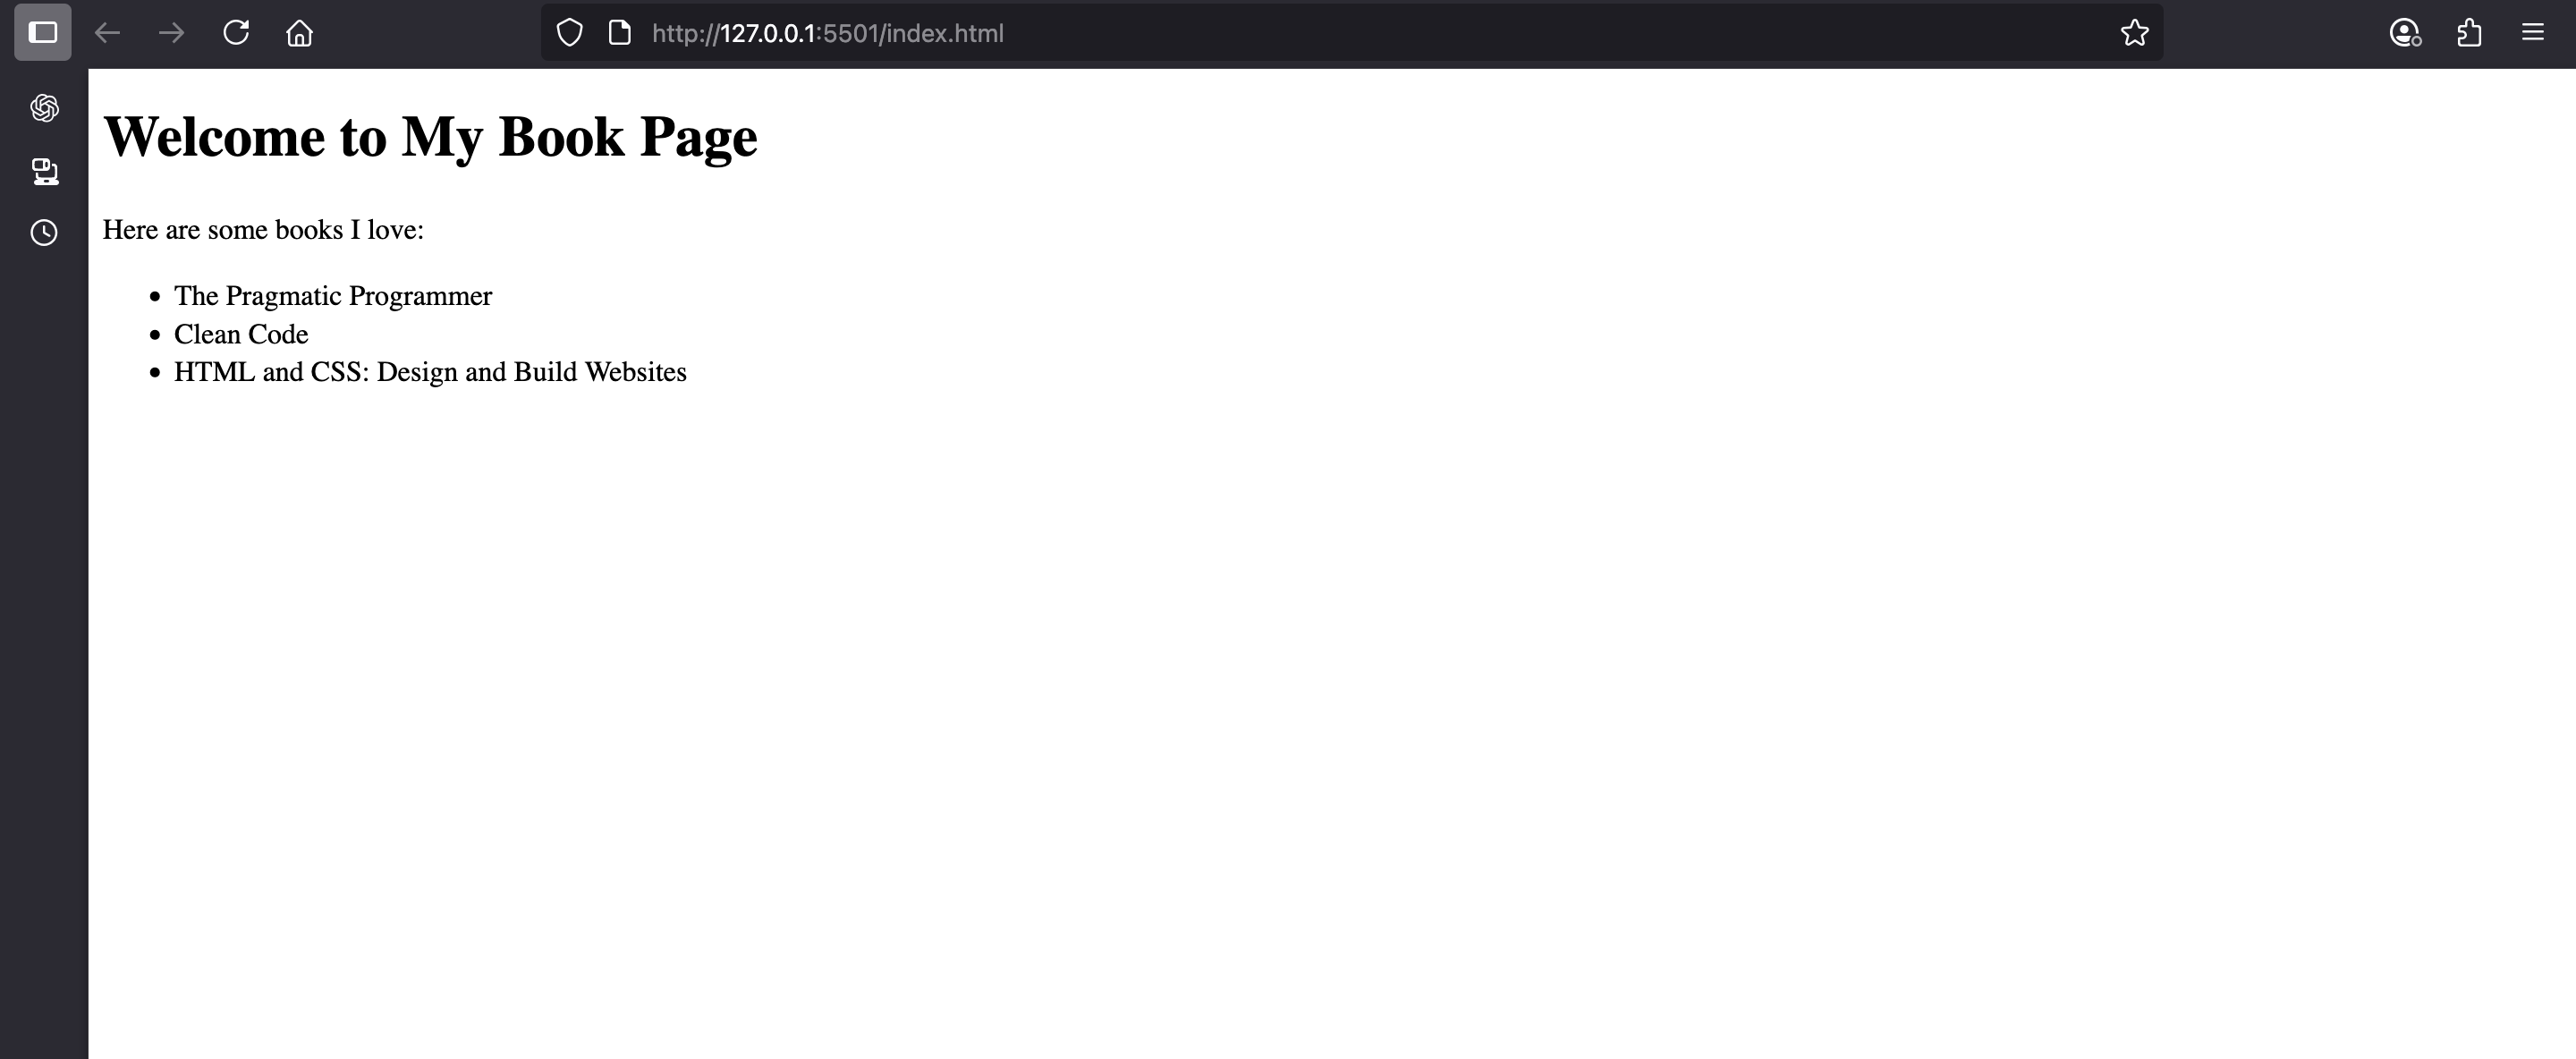 http://127.0.0.1:5501/index.html
Welcome to My Book Page
Here are some books I love:
• The Pragmatic Programmer
• Clean Code
• HTML and CSS: Design and Build Websites